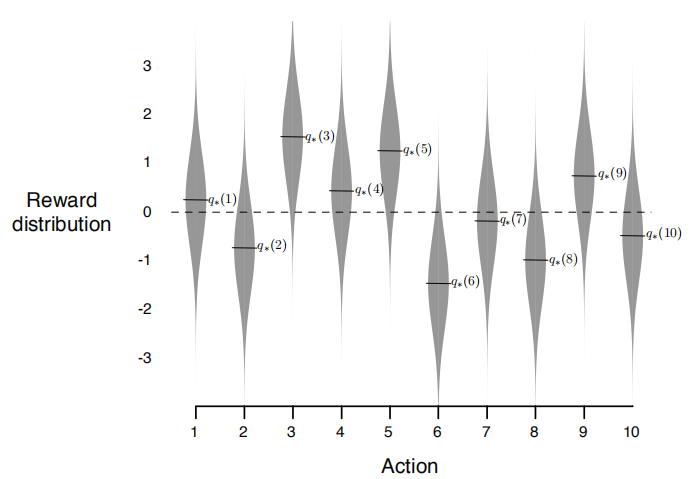 3
2
1
0
-1
-2
-3
Reward
distribution
q*(1)
q*(2)
q*(3)
q*(4)
q*(5)
q*(6)
q*(7)
q*(8)
q*(9)
q*(10)
1 2 3 4 5 6 7 8 9 10
Action